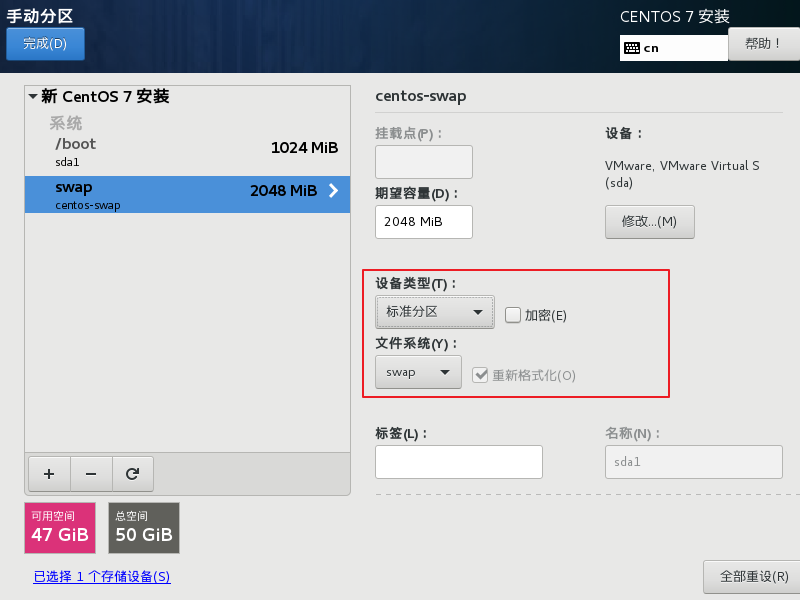 手动分区
CENTOS 7 安装
完成(D)
cn
帮助！
新 CentOS 7 安装
系统
/boot
1024 MiB
sda1
swap
2048 MiB
centos-swap
centos-swap
挂载点(P)：
设备：
VMware, VMware Virtual S
(sda)
期望容量(D)：
2048 MiB
修改...(M)
设备类型(T)：
标准分区
加密(E)
文件系统(Y)：
swap
重新格式化(O)
标签(L)：
名称(N)：
sda1
可用空间
47 GiB
总空间
50 GiB
已选择 1 个存储设备(S)
全部重设(R)